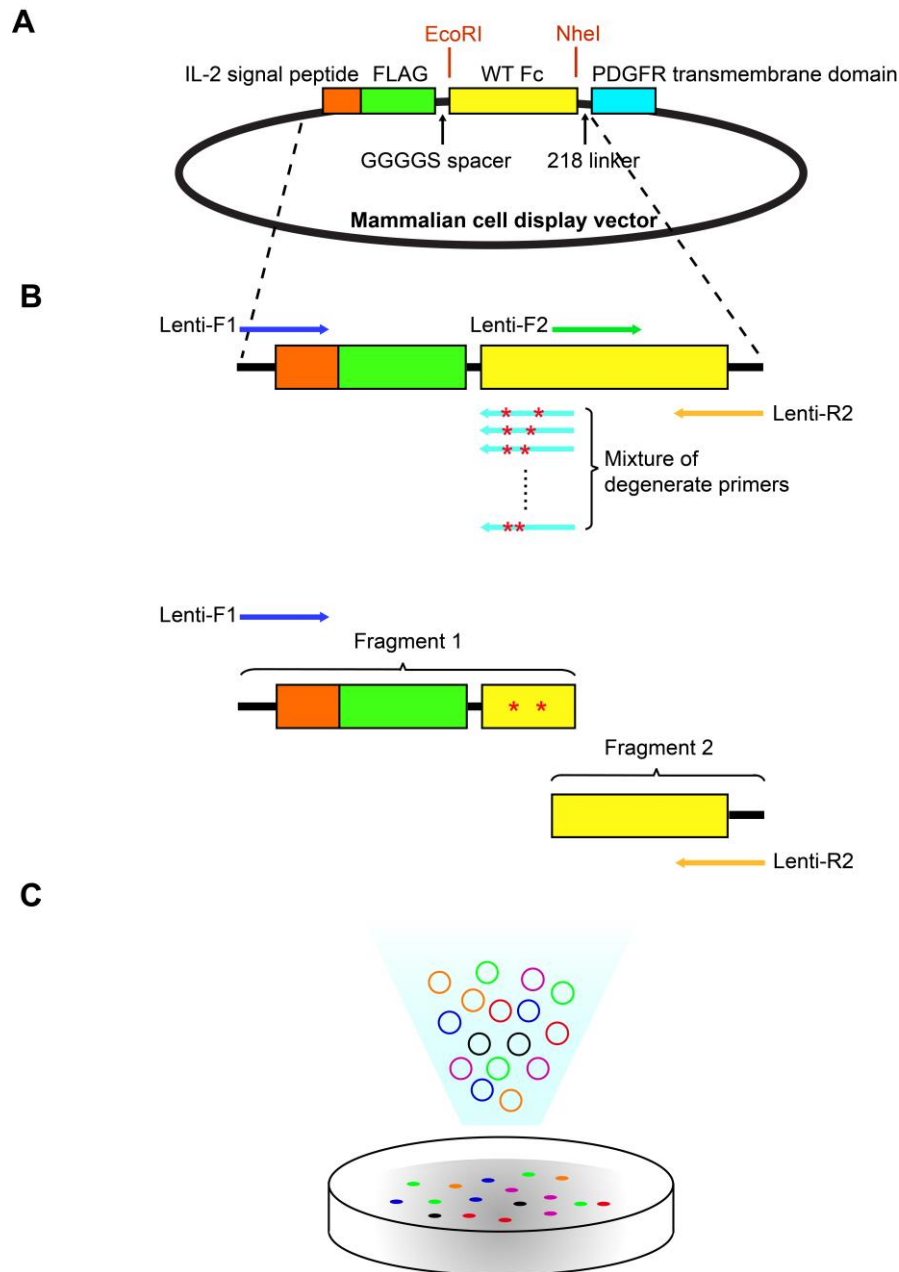 A
EcoRI
NheI
IL-2 signal peptide
FLAG
WT Fc
PDGFR transmembrane domain
GGGGS spacer
218 linker
Mammalian cell display vector
B
Lenti-F1
Lenti-F2
* *
* *
* *
**
Lenti-R2
Mixture of
degenerate primers
Lenti-F1
Fragment 1
* *
Fragment 2
Lenti-R2
C